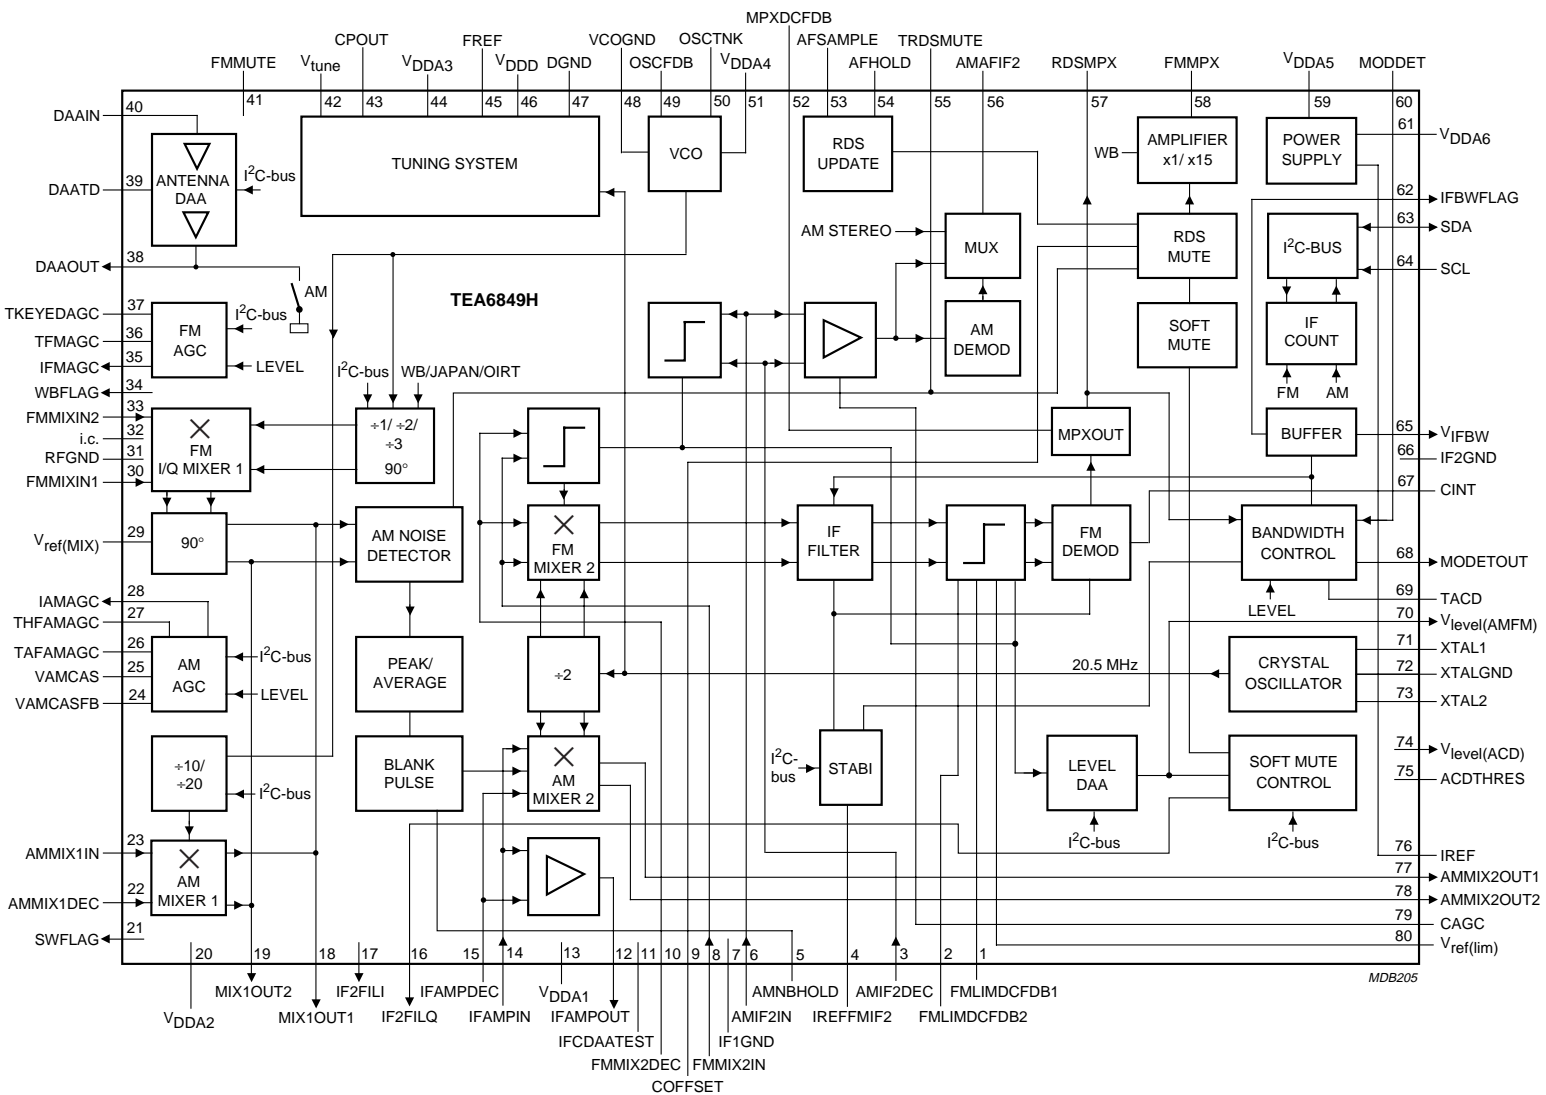 MPXDCFDB
CPOUT
FREF
VCOGND
OSCTNK
AFSAMPLE
TRDSMUTE
FMMUTE
Vtune
VDDA3
VDDD
DGND
OSCFDB
VDDA4
AFHOLD
AMAFIF2
RDSMPX
FMMPX
VDDA5
MODDET
41
42
43
44
45
46
47
48
49
50
51
52
53
54
55
56
57
58
59
60
DAAIN
40
DAATD
39
DAAOUT
38
TKEYEDAGC
37
TFMAGC
36
IFMAGC
35
WBFLAG
34
FMMIXIN2
33
i.c.
32
RFGND
31
FMMIXIN1
30
Vref(MIX)
29
IAMAGC
28
THFAMAGC
27
TAFAMAGC
26
VAMCAS
25
VAMCASFB
24
AMMIX1IN
23
AMMIX1DEC
22
SWFLAG
21
ANTENNA
DAA
I2C-bus
AM
FM
AGC
I2C-bus
LEVEL
TEA6849H
I2C-bus
WB/JAPAN/OIRT
FM
I/Q MIXER 1
÷1/ ÷2/
÷3
90°
90°
AM NOISE
DETECTOR
AM
AGC
I2C-bus
LEVEL
PEAK/
AVERAGE
÷10/
÷20
I2C-bus
BLANK
PULSE
AM
MIXER 1
TUNING SYSTEM
VCO
RDS
UPDATE
AM STEREO
MUX
AM
DEMOD
FM
MIXER 2
÷2
AM
MIXER 2
IF
FILTER
I2C-
bus
STABI
FM
DEMOD
MPXOUT
WB
AMPLIFIER
x1/ x15
RDS
MUTE
SOFT
MUTE
POWER
SUPPLY
I2C-BUS
IF
COUNT
FM
AM
BUFFER
BANDWIDTH
CONTROL
LEVEL
20.5 MHz
CRYSTAL
OSCILLATOR
LEVEL
DAA
I2C-bus
SOFT MUTE
CONTROL
I2C-bus
61
VDDA6
62
IFBWFLAG
63
SDA
64
SCL
65
VIFBW
66
IF2GND
67
CINT
68
MODETOUT
69
TACD
70
Vlevel(AMFM)
71
XTAL1
72
XTALGND
73
XTAL2
74
Vlevel(ACD)
75
ACDTHRES
76
IREF
77
AMMIX2OUT1
78
AMMIX2OUT2
79
CAGC
80
Vref(lim)
20
19
18
17
16
15
14
13
12
11
10
9
8
7
6
5
4
3
2
1
MDB205
MIX1OUT2
IF2FILI
IFAMPDEC
VDDA1
AMNBHOLD
AMIF2DEC
FMLIMDCFDB1
VDDA2
MIX1OUT1
IF2FILQ
IFAMPIN
IFAMPOUT
AMIF2IN
IREFFMIF2
FMLIMDCFDB2
IFCDAATEST
IF1GND
FMMIX2DEC
FMMIX2IN
COFFSET